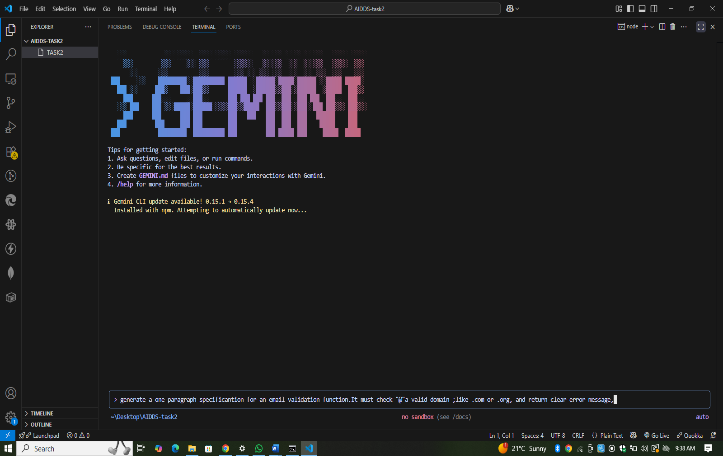 File Edit Selection View Go Run Terminal Help
AIDDS-task2
EXPLORER
PROBLEMS DEBUG CONSOLE TERMINAL PORTS
node
AIDDS-TASK2
TASK2
GEMINI
Tips for getting started:
1. Ask questions, edit files, or run commands.
2. Be specific for the best results.
3. Create GEMINI.md files to customize your interactions with Gemini.
4. /help for more information.
i Gemini CLI update available! 0.15.1 → 0.15.4
Installed with npm. Attempting to automatically update now...
> generate a one paragraph specificantion for an email validation function.It must check "@"a valid domain ;like .com or .org, and return clear error message,
~\Desktop\AIDDS-task2 no sandbox (see /docs) auto
TIMELINE
OUTLINE
Launchpad 0 0 Ln 1, Col 1 Spaces: 4 UTF-8 CRLF Plain Text Go Live Quokka
Search 21°C Sunny 9:38 AM